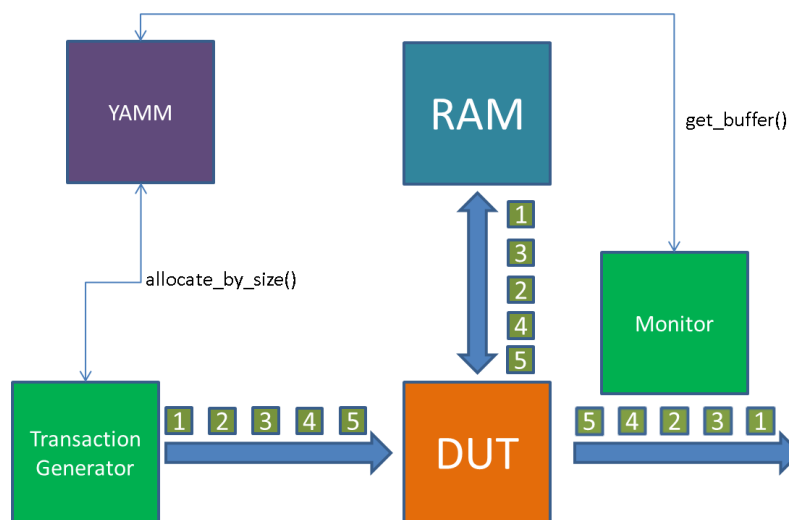 YAMM
RAM
get_buffer()
1
3
2
4
5
allocate_by_size()
Monitor
Transaction
Generator
1 2 3 4 5
DUT
5 4 2 3 1